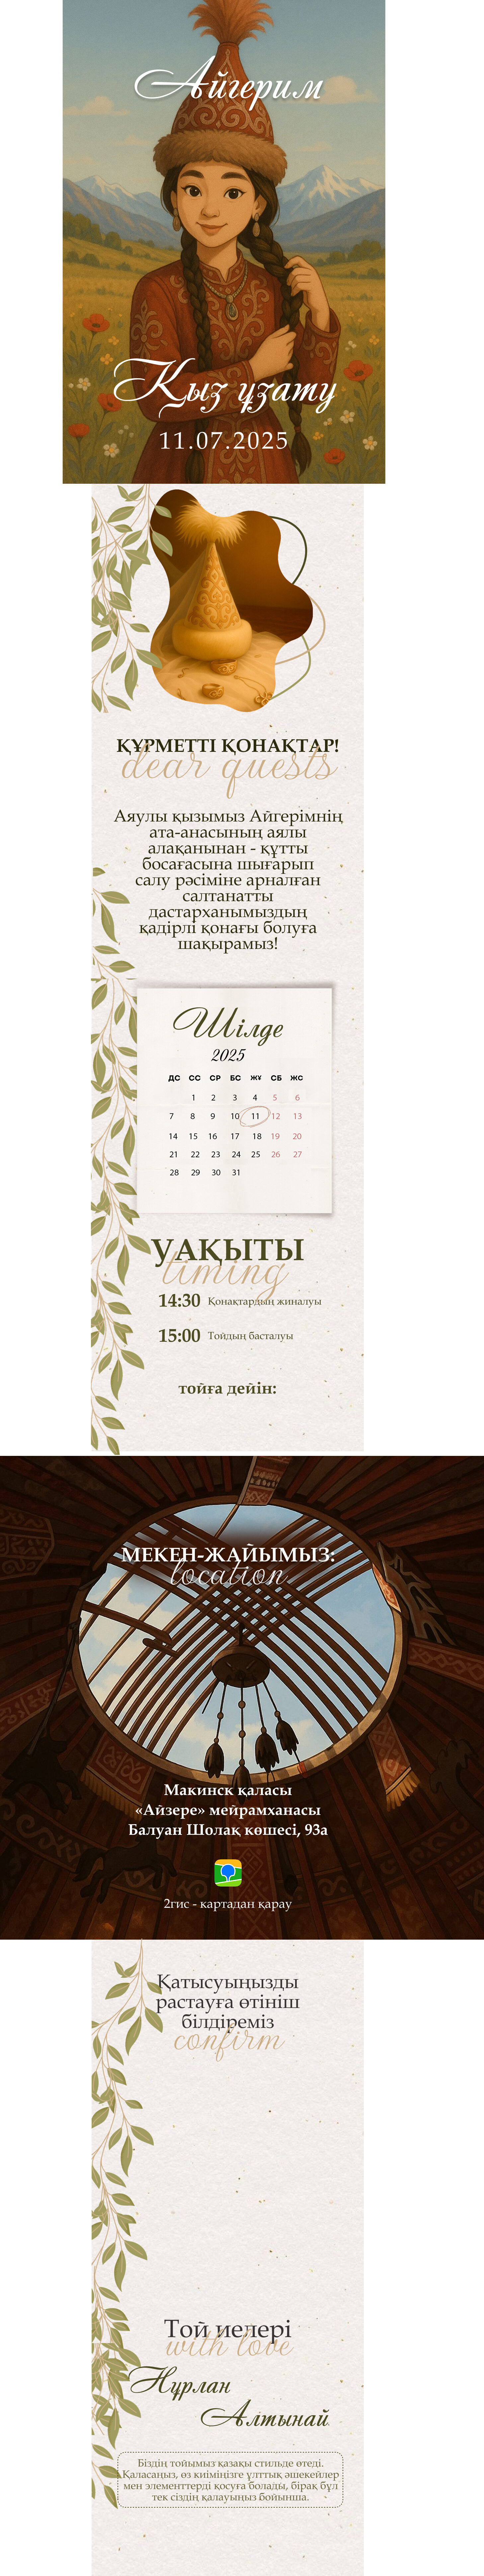 Айгерим
Қыз ұзату
11.07.2025
ҚҰРМЕТТІ ҚОНАҚТАР!
dear quests
Аяулы қызымыз Айгерімнің
ата-анасының аялы
алақанынан - құтты
босағасына шығарып
салу рәсіміне арналған
салтанатты
дастарханымыздың
қадірлі қонағы болуға
шақырамыз!
Шілде
2025
ДС СС СР БС ЖҰ СБ ЖС
1 2 3 4 5 6
7 8 9 10 11 12 13
14 15 16 17 18 19 20
21 22 23 24 25 26 27
28 29 30 31
УАҚЫТЫ
timing
14:30 Қонақтардың жиналуы
15:00 Тойдың басталуы
тойға дейін:
МЕКЕН-ЖАЙЫМЫЗ:
location
Макинск қаласы
«Айзере» мейрамханасы
Балуан Шолақ көшесі, 93а
2гис - картадан қарау
Қатысуыңызды
растауға өтініш
білдіреміз
confirm
Той иелері
with love
Нұрлан
Алтынай
Біздің тойымыз қазақы стильде өтеді.
Қаласаңыз, өз киіміңізге ұлттық әшекейлер
мен элементтерді қосуға болады, бірақ бұл
тек сіздің қалауыңыз бойынша.